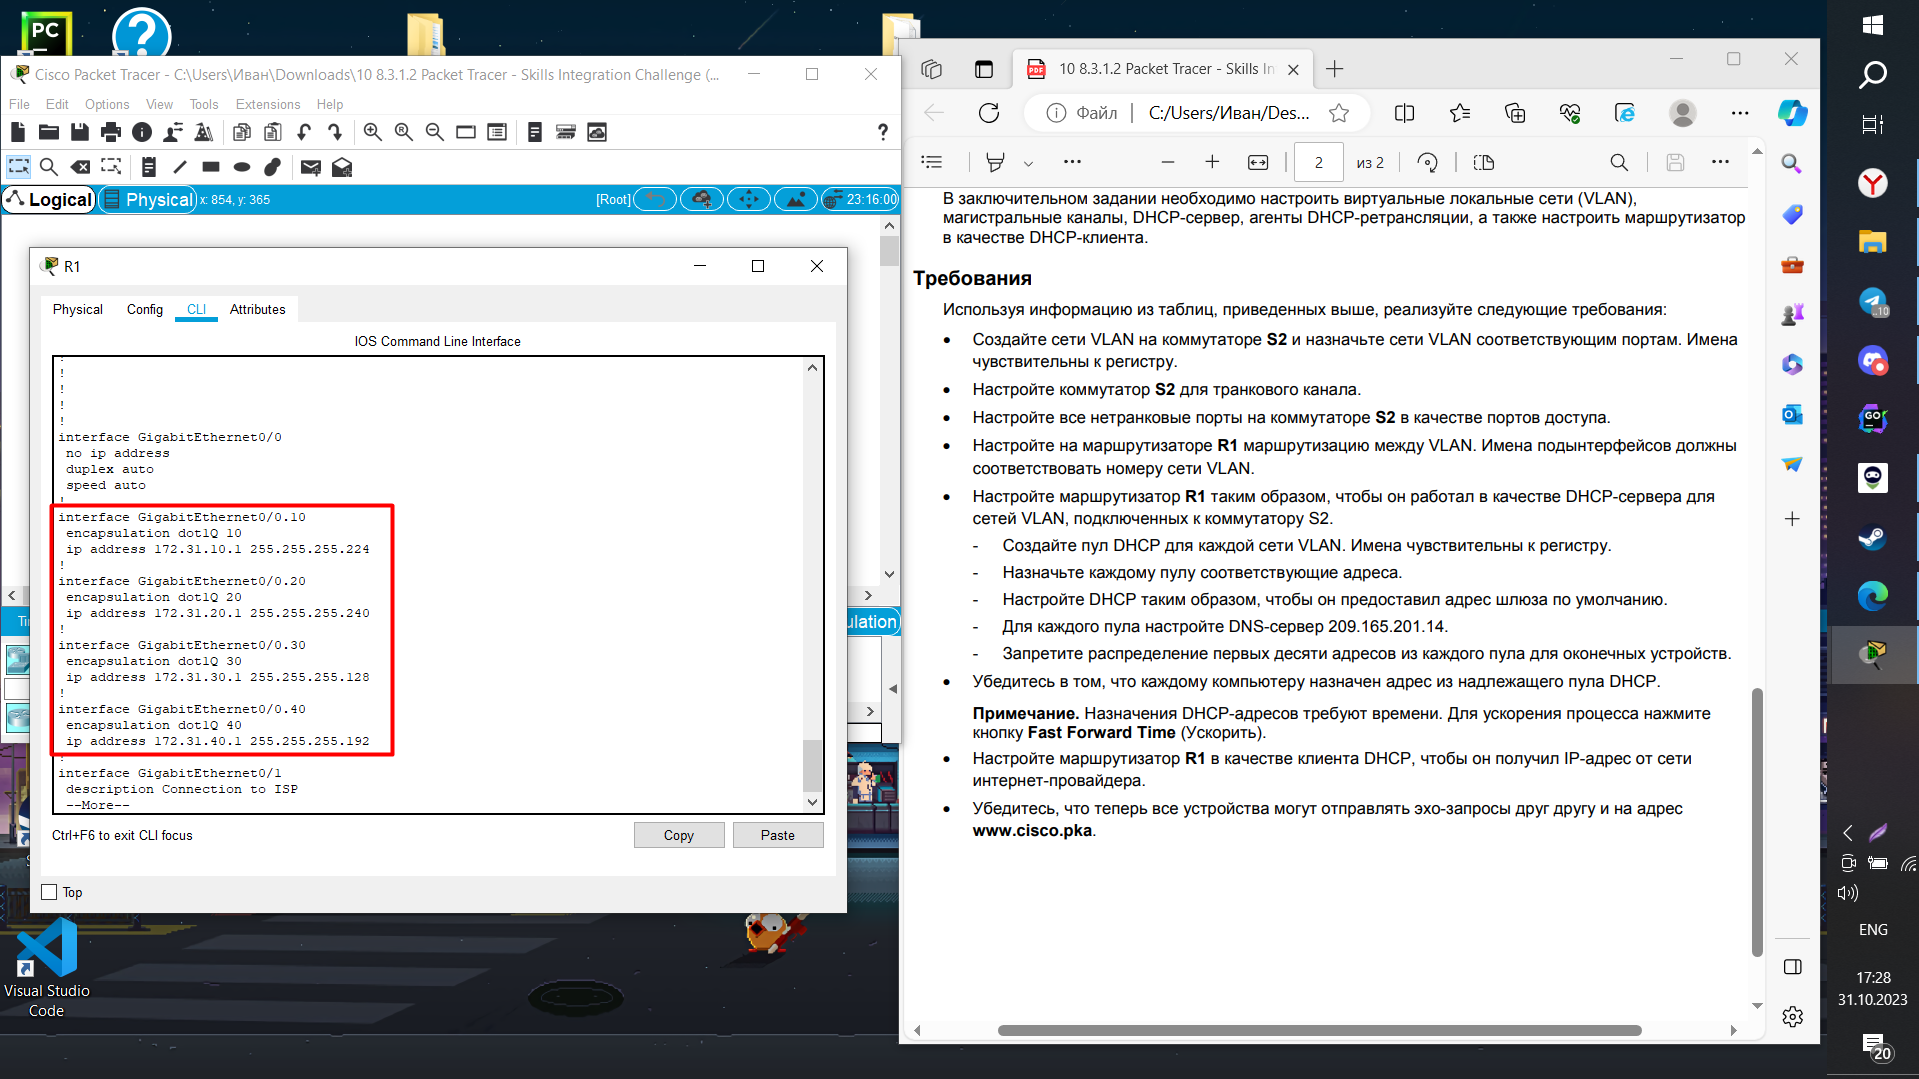 PC
?
Cisco Packet Tracer - C:\Users\Иван\Downloads\10 8.3.1.2 Packet Tracer - Skills Integration Challenge (...
File Edit Options View Tools Extensions Help
?
Logical
Physical
x: 854, y: 365
[Root]
23:16:00
R1
Physical Config CLI Attributes
IOS Command Line Interface
!
!
!
!
!
interface GigabitEthernet0/0
no ip address
duplex auto
speed auto
!
interface GigabitEthernet0/0.10
encapsulation dot1Q 10
ip address 172.31.10.1 255.255.255.224
!
interface GigabitEthernet0/0.20
encapsulation dot1Q 20
ip address 172.31.20.1 255.255.255.240
!
interface GigabitEthernet0/0.30
encapsulation dot1Q 30
ip address 172.31.30.1 255.255.255.128
!
interface GigabitEthernet0/0.40
encapsulation dot1Q 40
ip address 172.31.40.1 255.255.255.192
!
interface GigabitEthernet0/1
description Connection to ISP
--More--
Ctrl+F6 to exit CLI focus
Copy
Paste
Top
Visual Studio
Code
10 8.3.1.2 Packet Tracer - Skills In
Файл
C:/Users/Иван/Des...
2
из 2
В заключительном задании необходимо настроить виртуальные локальные сети (VLAN),
магистральные каналы, DHCP-сервер, агенты DHCP-ретрансляции, а также настроить маршрутизатор
в качестве DHCP-клиента.
Требования
Используя информацию из таблиц, приведенных выше, реализуйте следующие требования:
• Создайте сети VLAN на коммутаторе S2 и назначьте сети VLAN соответствующим портам. Имена
чувствительны к регистру.
• Настройте коммутатор S2 для транкового канала.
• Настройте все нетранковые порты на коммутаторе S2 в качестве портов доступа.
• Настройте на маршрутизаторе R1 маршрутизацию между VLAN. Имена подынтерфейсов должны
соответствовать номеру сети VLAN.
• Настройте маршрутизатор R1 таким образом, чтобы он работал в качестве DHCP-сервера для
сетей VLAN, подключенных к коммутатору S2.
- Создайте пул DHCP для каждой сети VLAN. Имена чувствительны к регистру.
- Назначьте каждому пулу соответствующие адреса.
- Настройте DHCP таким образом, чтобы он предоставил адрес шлюза по умолчанию.
- Для каждого пула настройте DNS-сервер 209.165.201.14.
- Запретите распределение первых десяти адресов из каждого пула для оконечных устройств.
• Убедитесь в том, что каждому компьютеру назначен адрес из надлежащего пула DHCP.
Примечание. Назначения DHCP-адресов требуют времени. Для ускорения процесса нажмите
кнопку Fast Forward Time (Ускорить).
• Настройте маршрутизатор R1 в качестве клиента DHCP, чтобы он получил IP-адрес от сети
интернет-провайдера.
• Убедитесь, что теперь все устройства могут отправлять эхо-запросы друг другу и на адрес
www.cisco.pka.
ENG
17:28
31.10.2023
20